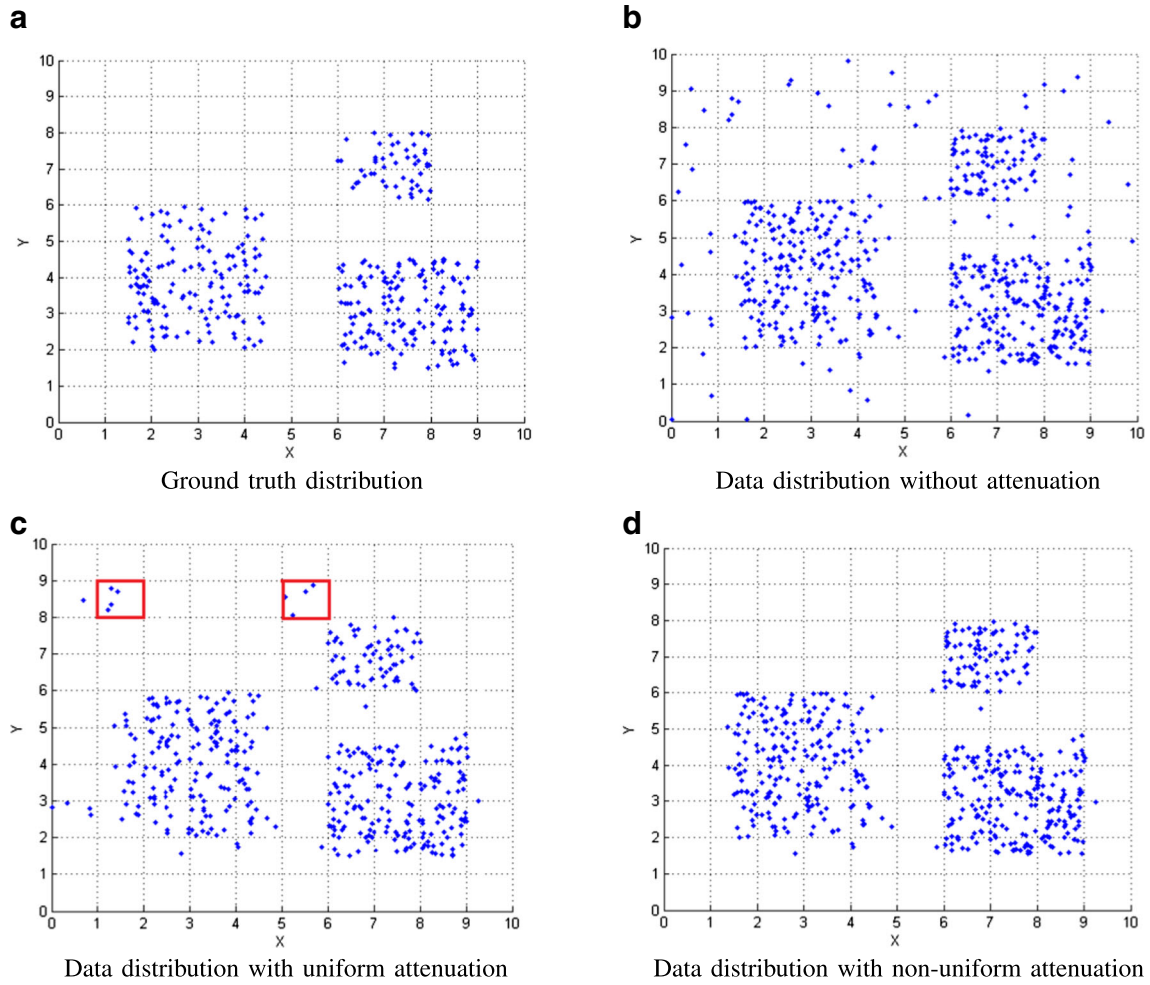 a
10
9
8
7
6
5
4
3
2
1
0
Y
0 1 2 3 4 5 6 7 8 9 10
X
Ground truth distribution
b
10
9
8
7
6
5
4
3
2
1
0
Y
0 1 2 3 4 5 6 7 8 9 10
X
Data distribution without attenuation
c
10
9
8
7
6
5
4
3
2
1
0
Y
0 1 2 3 4 5 6 7 8 9 10
X
Data distribution with uniform attenuation
d
10
9
8
7
6
5
4
3
2
1
0
Y
0 1 2 3 4 5 6 7 8 9 10
X
Data distribution with non-uniform attenuation